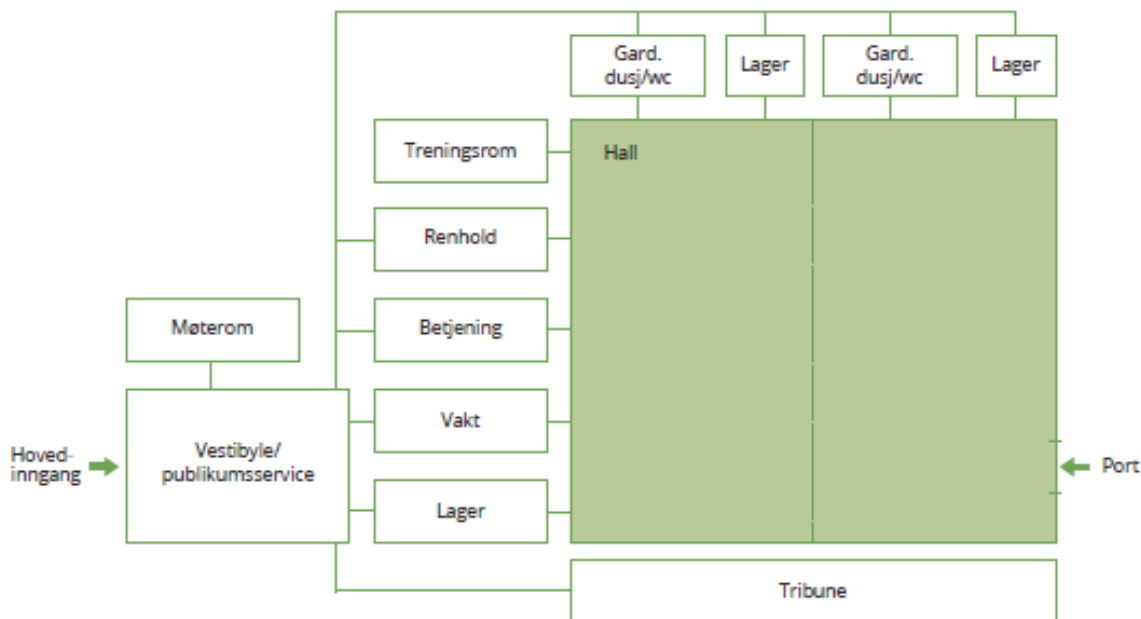 Gard.
dusj/wc
Lager
Gard.
dusj/wc
Lager
Treningsrom
Hall
Renhold
Møterom
Betjening
Vakt
Hoved-
inngang
Vestibyle/
publikumsservice
Port
Lager
Tribune